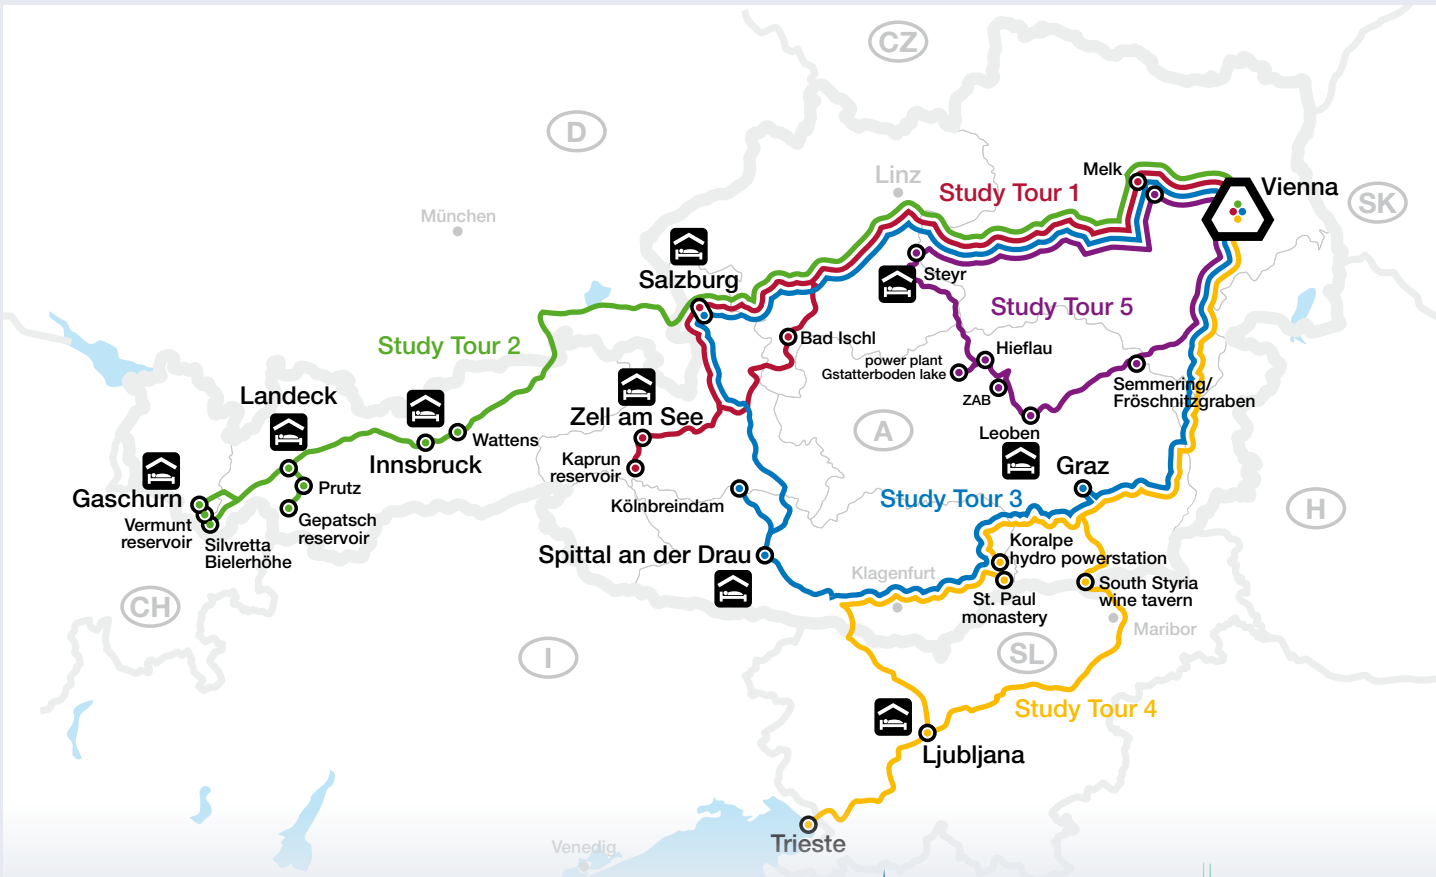 CZ
D
Linz
Melk
Vienna
Study Tour 1
SK
München
Salzburg
Steyr
Study Tour 5
Study Tour 2
Bad Ischl
Hieflau
power plant
Gstatterboden lake
ZAB
Semmering/
Fröschnitzgraben
Landeck
Zell am See
Wattens
Innsbruck
A
Leoben
Kaprun
reservoir
Graz
Gaschurn
Prutz
Vermunt
reservoir
Gepatsch
reservoir
Silvretta
Bielerhöhe
Kölnbreindam
Study Tour 3
H
Spittal an der Drau
Koralpe
hydro powerstation
Klagenfurt
South Styria
wine tavern
St. Paul
monastery
CH
Maribor
I
SL
Study Tour 4
Ljubljana
Trieste
Venedig